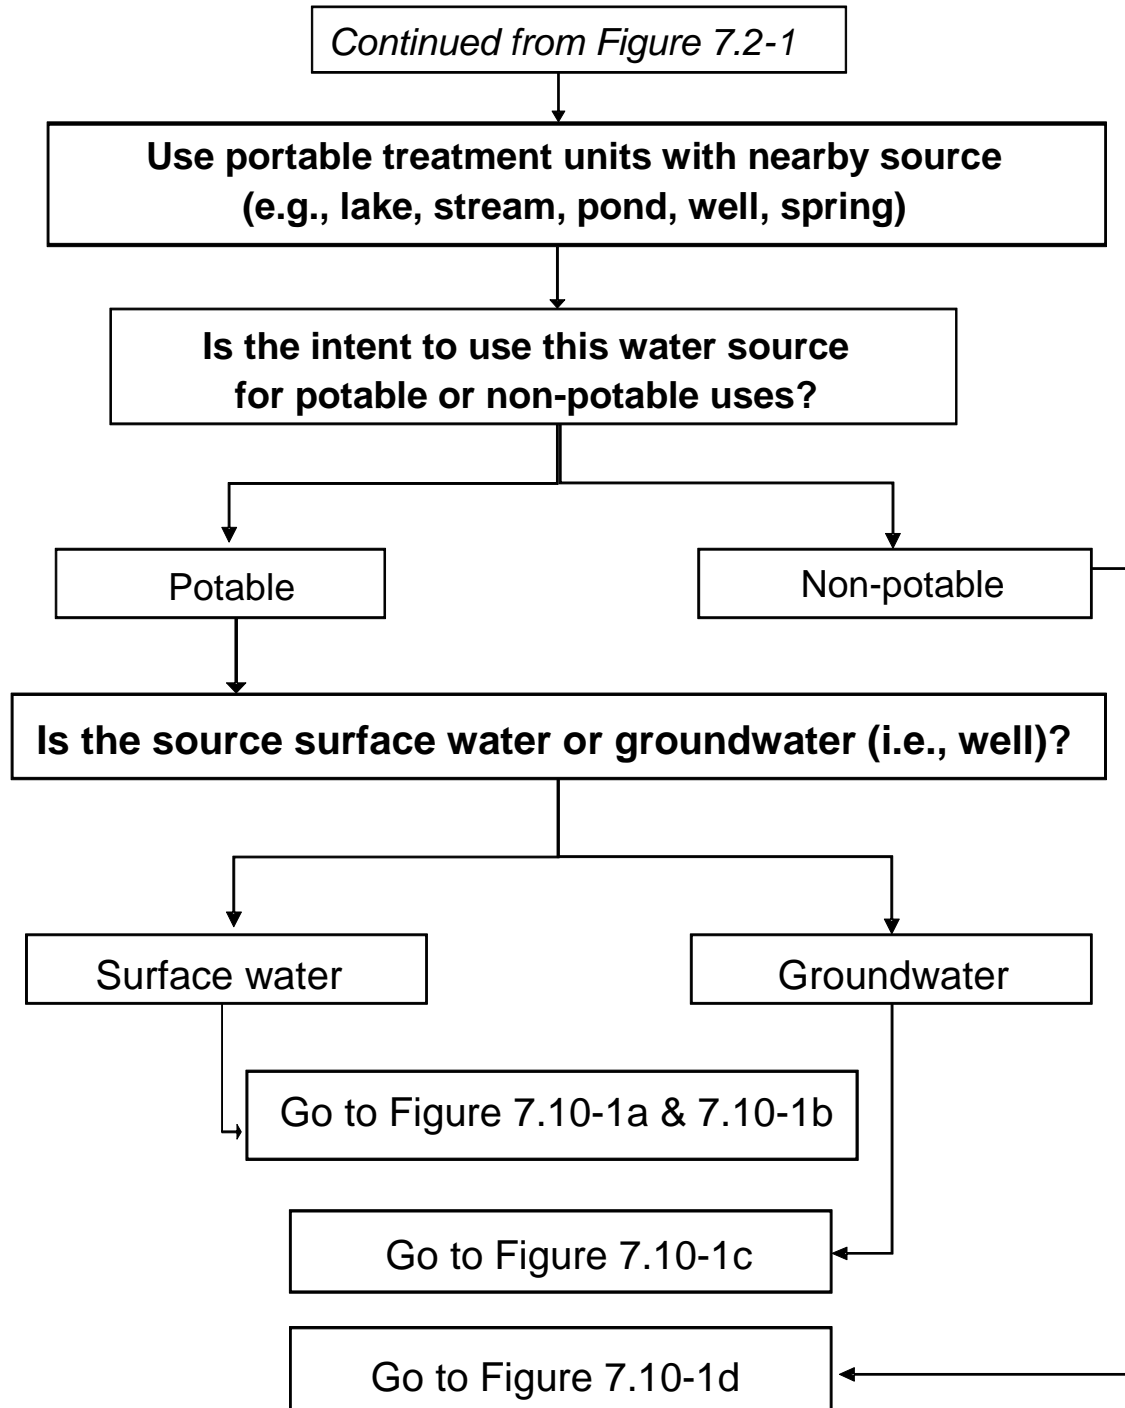 Continued from Figure 7.2-1
Use portable treatment units with nearby source
(e.g., lake, stream, pond, well, spring)
Is the intent to use this water source
for potable or non-potable uses?
Potable
Non-potable
Is the source surface water or groundwater (i.e., well)?
Surface water
Groundwater
Go to Figure 7.10-1a & 7.10-1b
Go to Figure 7.10-1c
Go to Figure 7.10-1d